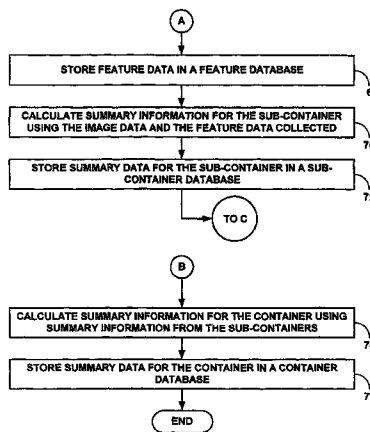 A
STORE FEATURE DATA IN A FEATURE DATABASE
CALCULATE SUMMARY INFORMATION FOR THE SUB-CONTAINER
USING THE IMAGE DATA AND THE FEATURE DATA COLLECTED
STORE SUMMARY DATA FOR THE SUB-CONTAINER IN A SUB-
CONTAINER DATABASE
TO C
B
CALCULATE SUMMARY INFORMATION FOR THE CONTAINER USING
SUMMARY INFORMATION FROM THE SUB-CONTAINERS
STORE SUMMARY DATA FOR THE CONTAINER IN A CONTAINER
DATABASE
END